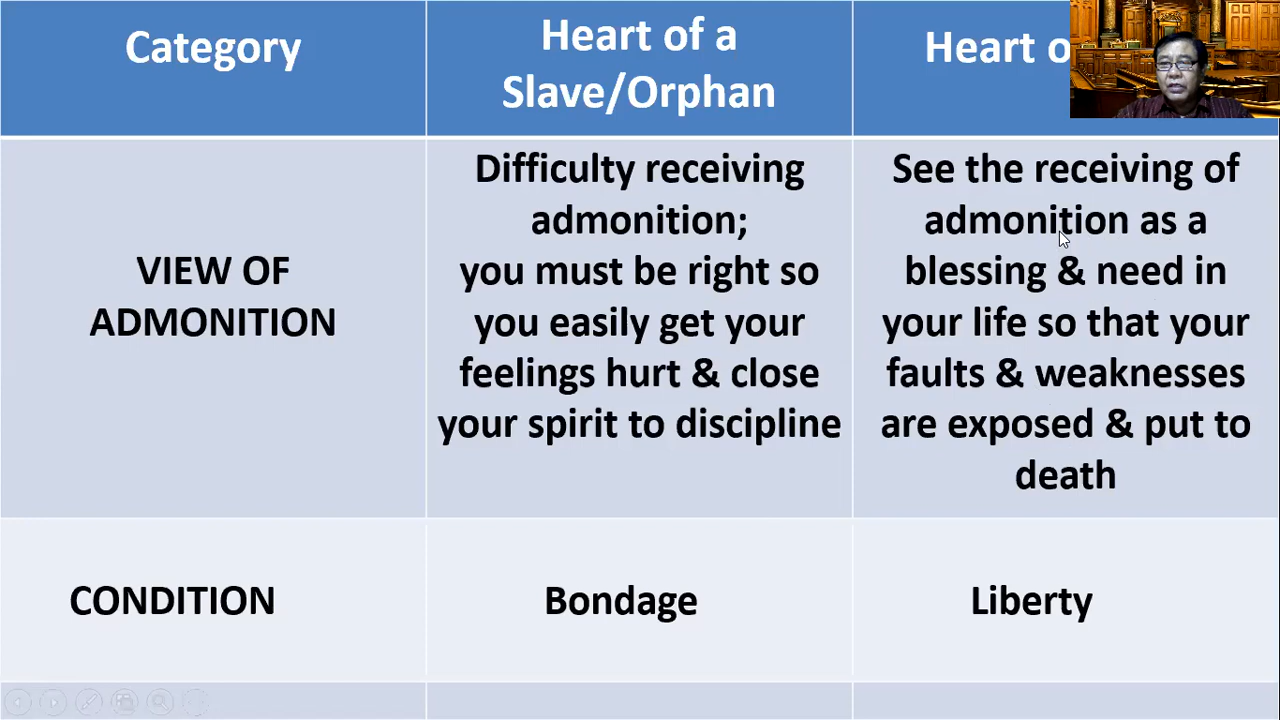 Category
Heart of a
Slave/Orphan
Heart o
VIEW OF
ADMONITION
Difficulty receiving
admonition;
you must be right so
you easily get your
feelings hurt & close
your spirit to discipline
See the receiving of
admonition as a
blessing & need in
your life so that your
faults & weaknesses
are exposed & put to
death
CONDITION
Bondage
Liberty